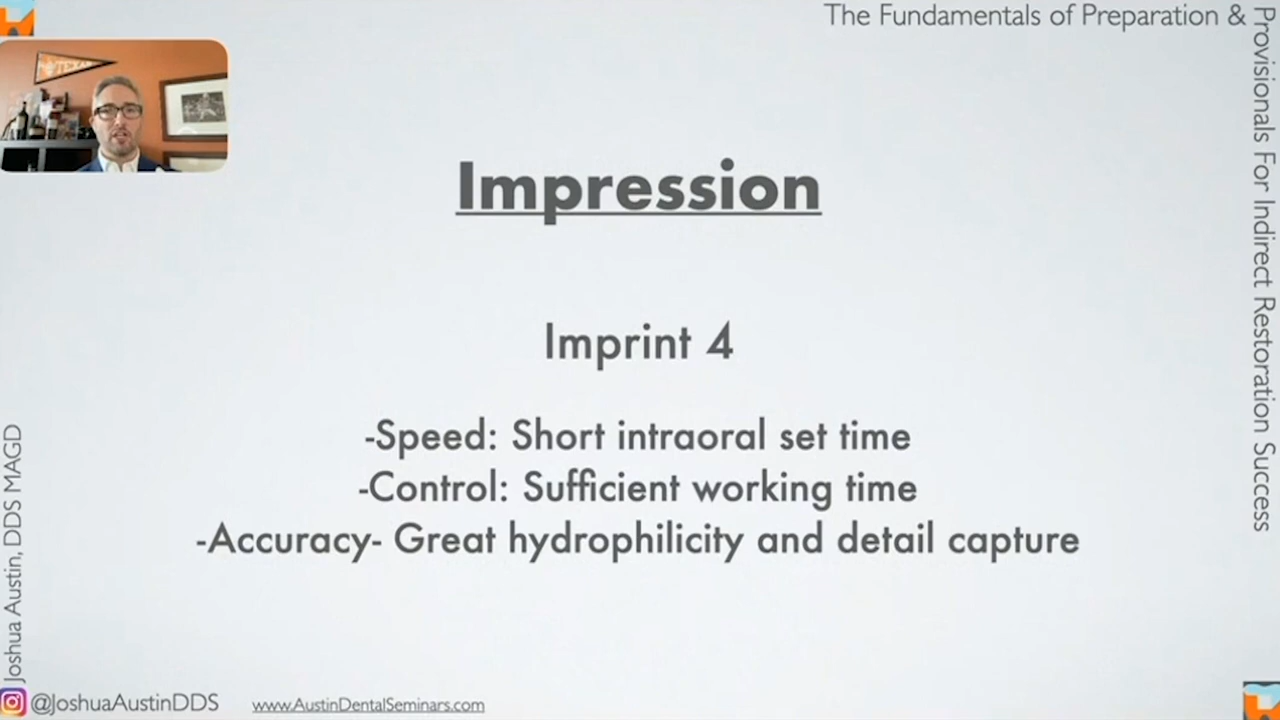 The Fundamentals of Preparation &
Provisionals For Indirect Restoration Success
TEXAS
Impression
Imprint 4
-Speed: Short intraoral set time
-Control: Sufficient working time
-Accuracy- Great hydrophilicity and detail capture
Joshua Austin, DDS MAGD
@JoshuaAustinDDS
www.AustinDentalSeminars.com